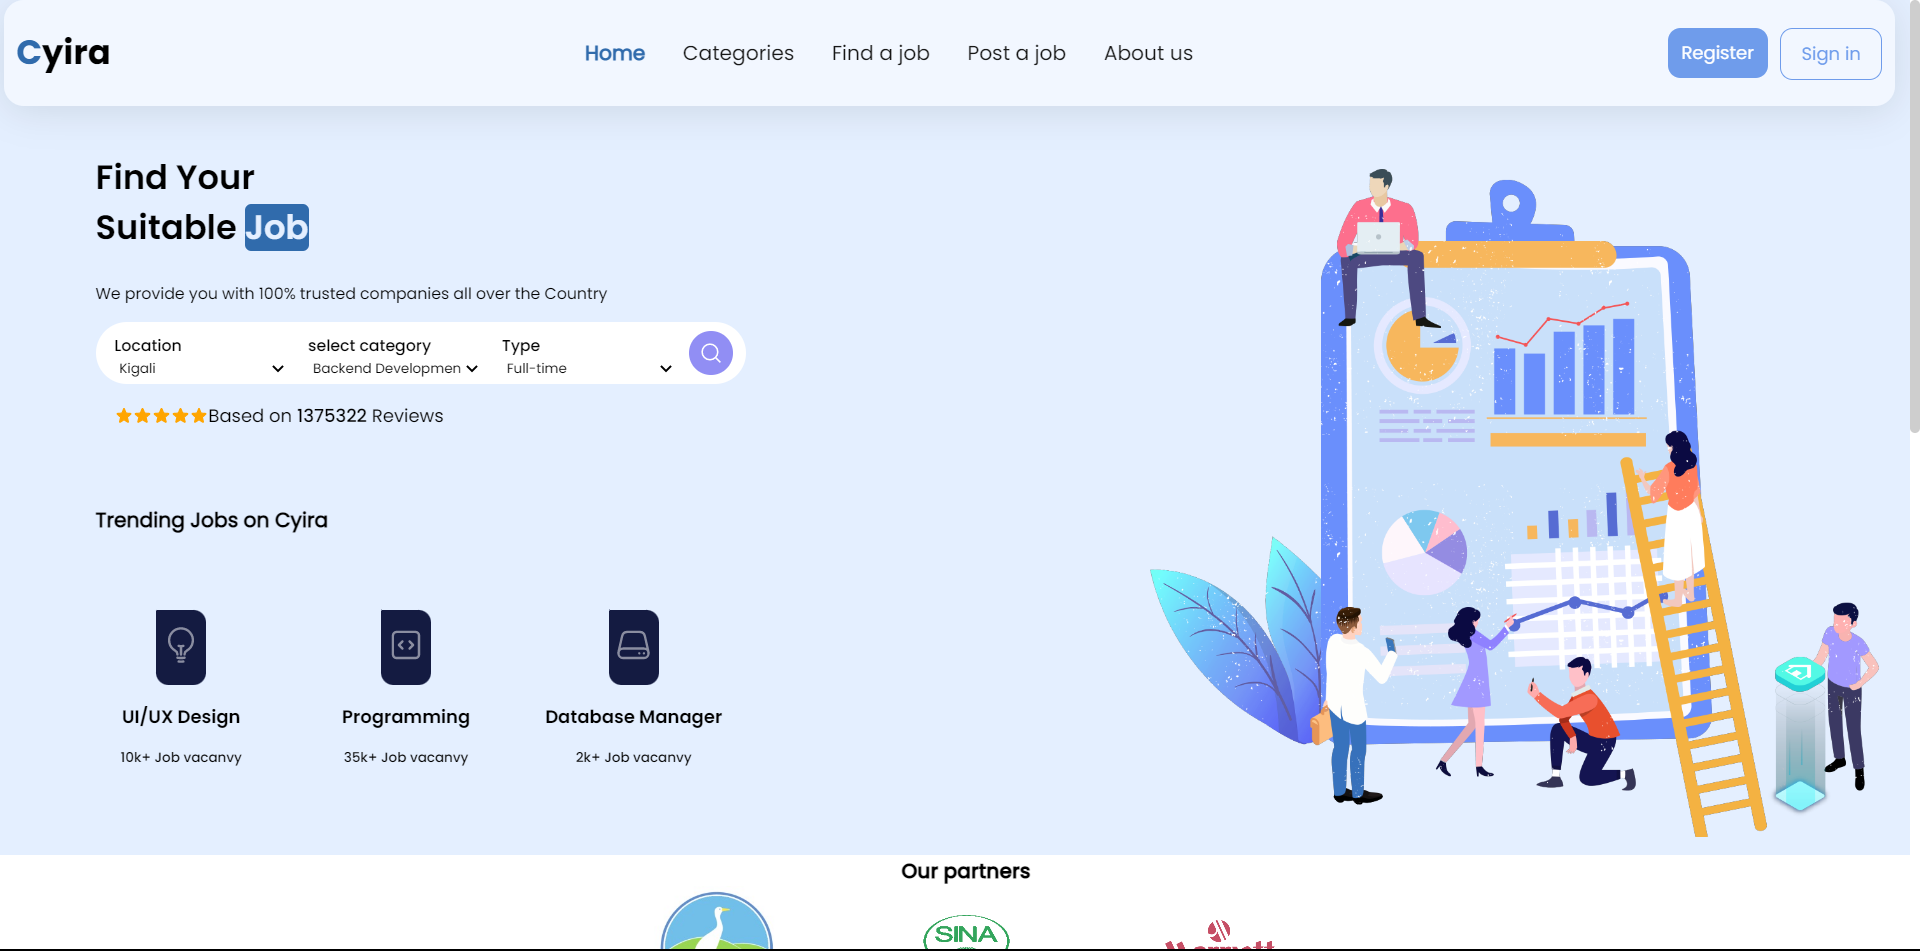 Cyira
Home Categories Find a job Post a job About us
Register Sign in
Find Your
Suitable Job
We provide you with 100% trusted companies all over the Country
Location select category Type
Kigali Backend Developmen Full-time
Based on 1375322 Reviews
Trending Jobs on Cyira
UI/UX Design Programming Database Manager
10k+ Job vacanvy 35k+ Job vacanvy 2k+ Job vacanvy
Our partners
SINA
Marriott